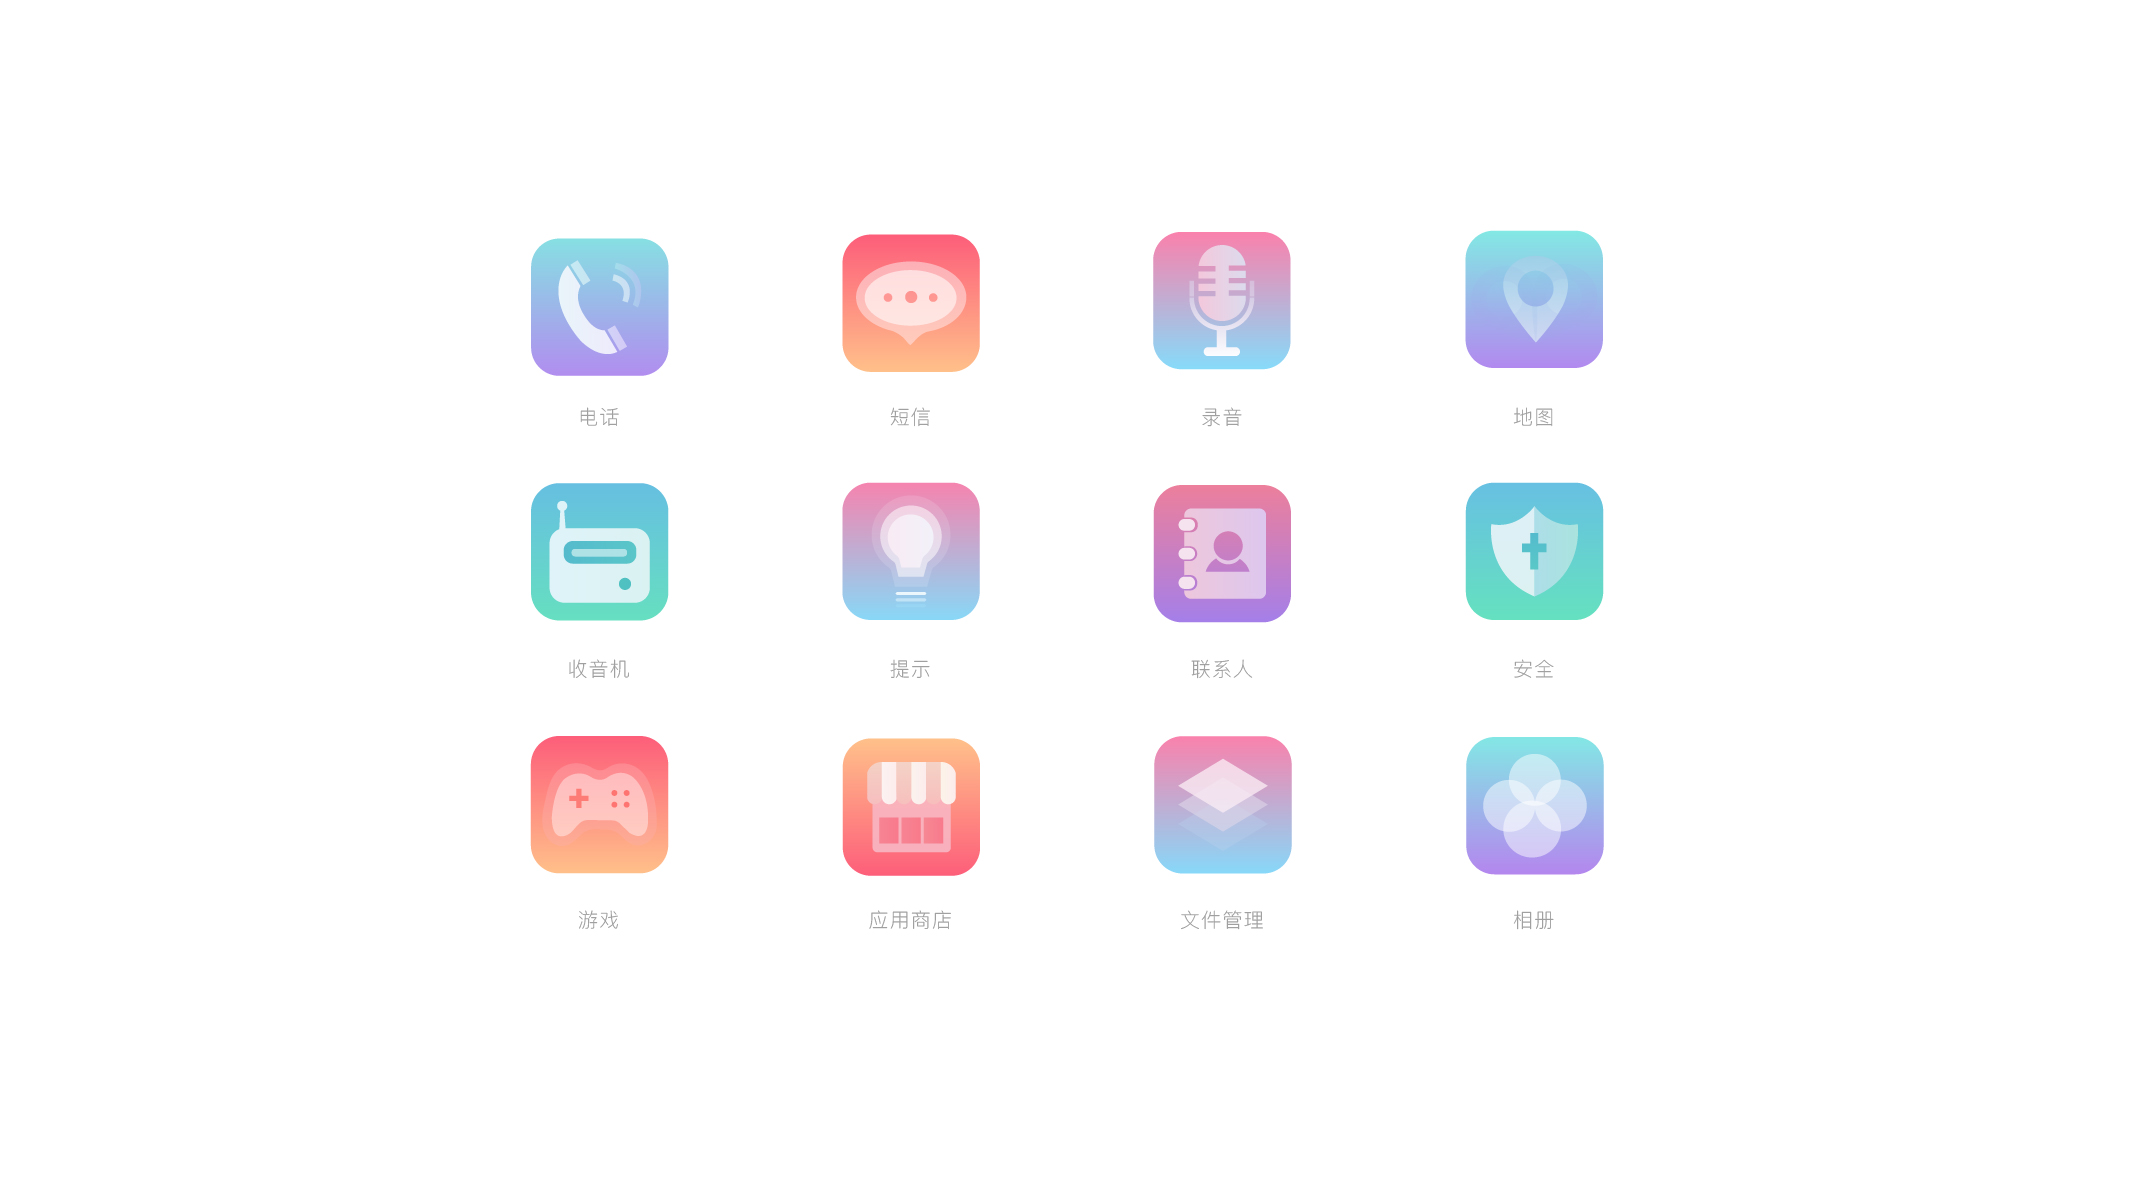 电话
短信
录音
地图
收音机
提示
联系人
安全
游戏
应用商店
文件管理
相册